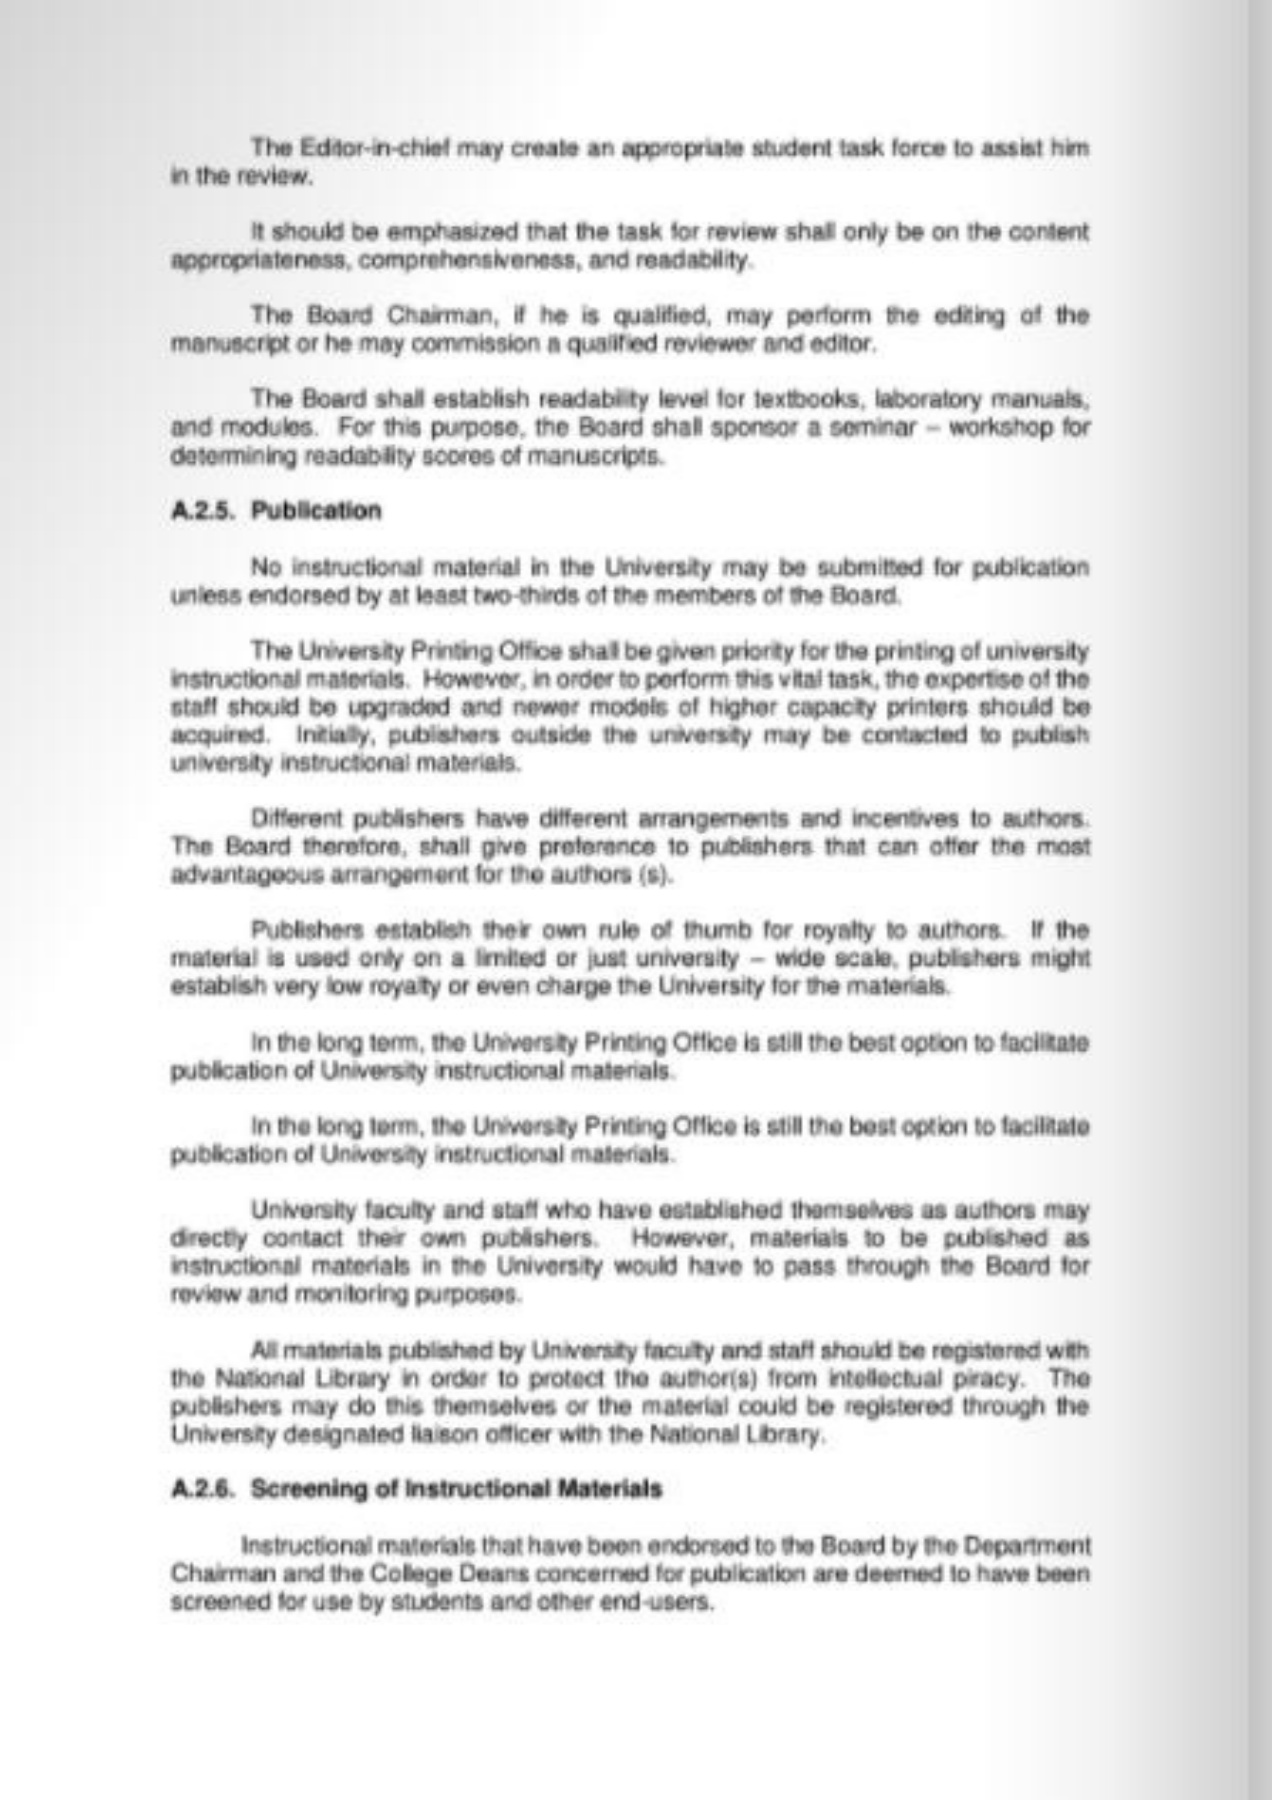 The Editor-in-chief may create an appropriate student task force to assist him
in the review.
It should be emphasized that the task for review shall only be on the content
appropriateness, comprehensiveness, and readability.
The Board Chairman, if he is qualified, may perform the editing of the
manuscript or he may commission a qualified reviewer and editor.
The Board shall establish readability level for textbooks, laboratory manuals,
and modules. For this purpose, the Board shall sponsor a seminar – workshop for
determining readability scores of manuscripts.
A.2.5. Publication
No instructional material in the University may be submitted for publication
unless endorsed by at least two-thirds of the members of the Board.
The University Printing Office shall be given priority for the printing of university
instructional materials. However, in order to perform this vital task, the expertise of the
staff should be upgraded and newer models of higher capacity printers should be
acquired. Initially, publishers outside the university may be contacted to publish
university instructional materials.
Different publishers have different arrangements and incentives to authors.
The Board therefore, shall give preference to publishers that can offer the most
advantageous arrangement for the authors (s).
Publishers establish their own rule of thumb for royalty to authors. If the
material is used only on a limited or just university – wide scale, publishers might
establish very low royalty or even charge the University for the materials.
In the long term, the University Printing Office is still the best option to facilitate
publication of University instructional materials.
In the long term, the University Printing Office is still the best option to facilitate
publication of University instructional materials.
University faculty and staff who have established themselves as authors may
directly contact their own publishers. However, materials to be published as
instructional materials in the University would have to pass through the Board for
review and monitoring purposes.
All materials published by University faculty and staff should be registered with
the National Library in order to protect the author(s) from intellectual piracy. The
publishers may do this themselves or the material could be registered through the
University designated liaison officer with the National Library.
A.2.6. Screening of Instructional Materials
Instructional materials that have been endorsed to the Board by the Department
Chairman and the College Deans concerned for publication are deemed to have been
screened for use by students and other end-users.